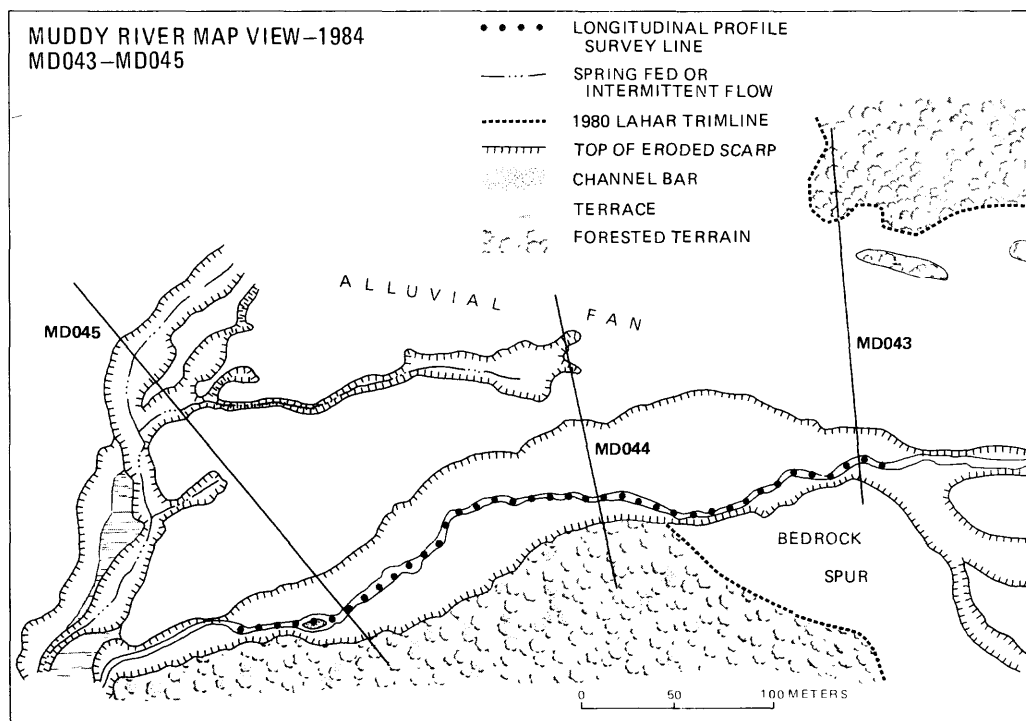 MUDDY RIVER MAP VIEW–1984
MD043–MD045
LONGITUDINAL PROFILE
SURVEY LINE
SPRING FED OR
INTERMITTENT FLOW
1980 LAHAR TRIMLINE
TOP OF ERODED SCARP
CHANNEL BAR
TERRACE
FORESTED TERRAIN
ALLUVIAL FAN
MD045
MD043
MD044
BEDROCK
SPUR
0 50 100 METERS